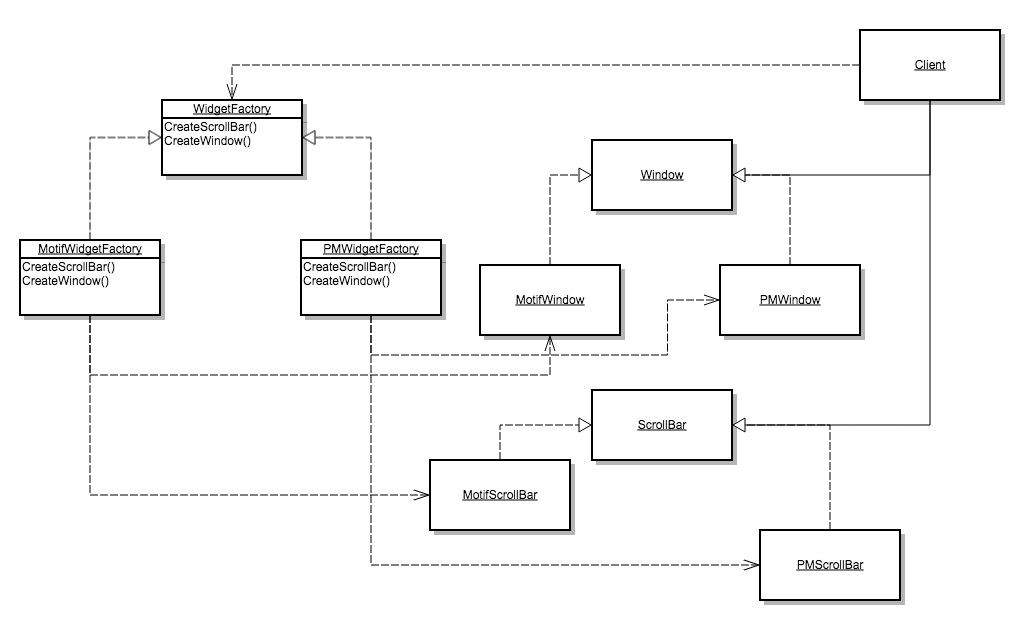 Client
WidgetFactory
CreateScrollBar()
CreateWindow()
Window
MotifWidgetFactory
CreateScrollBar()
CreateWindow()
PMWidgetFactory
CreateScrollBar()
CreateWindow()
MotifWindow
PMWindow
ScrollBar
MotifScrollBar
PMScrollBar